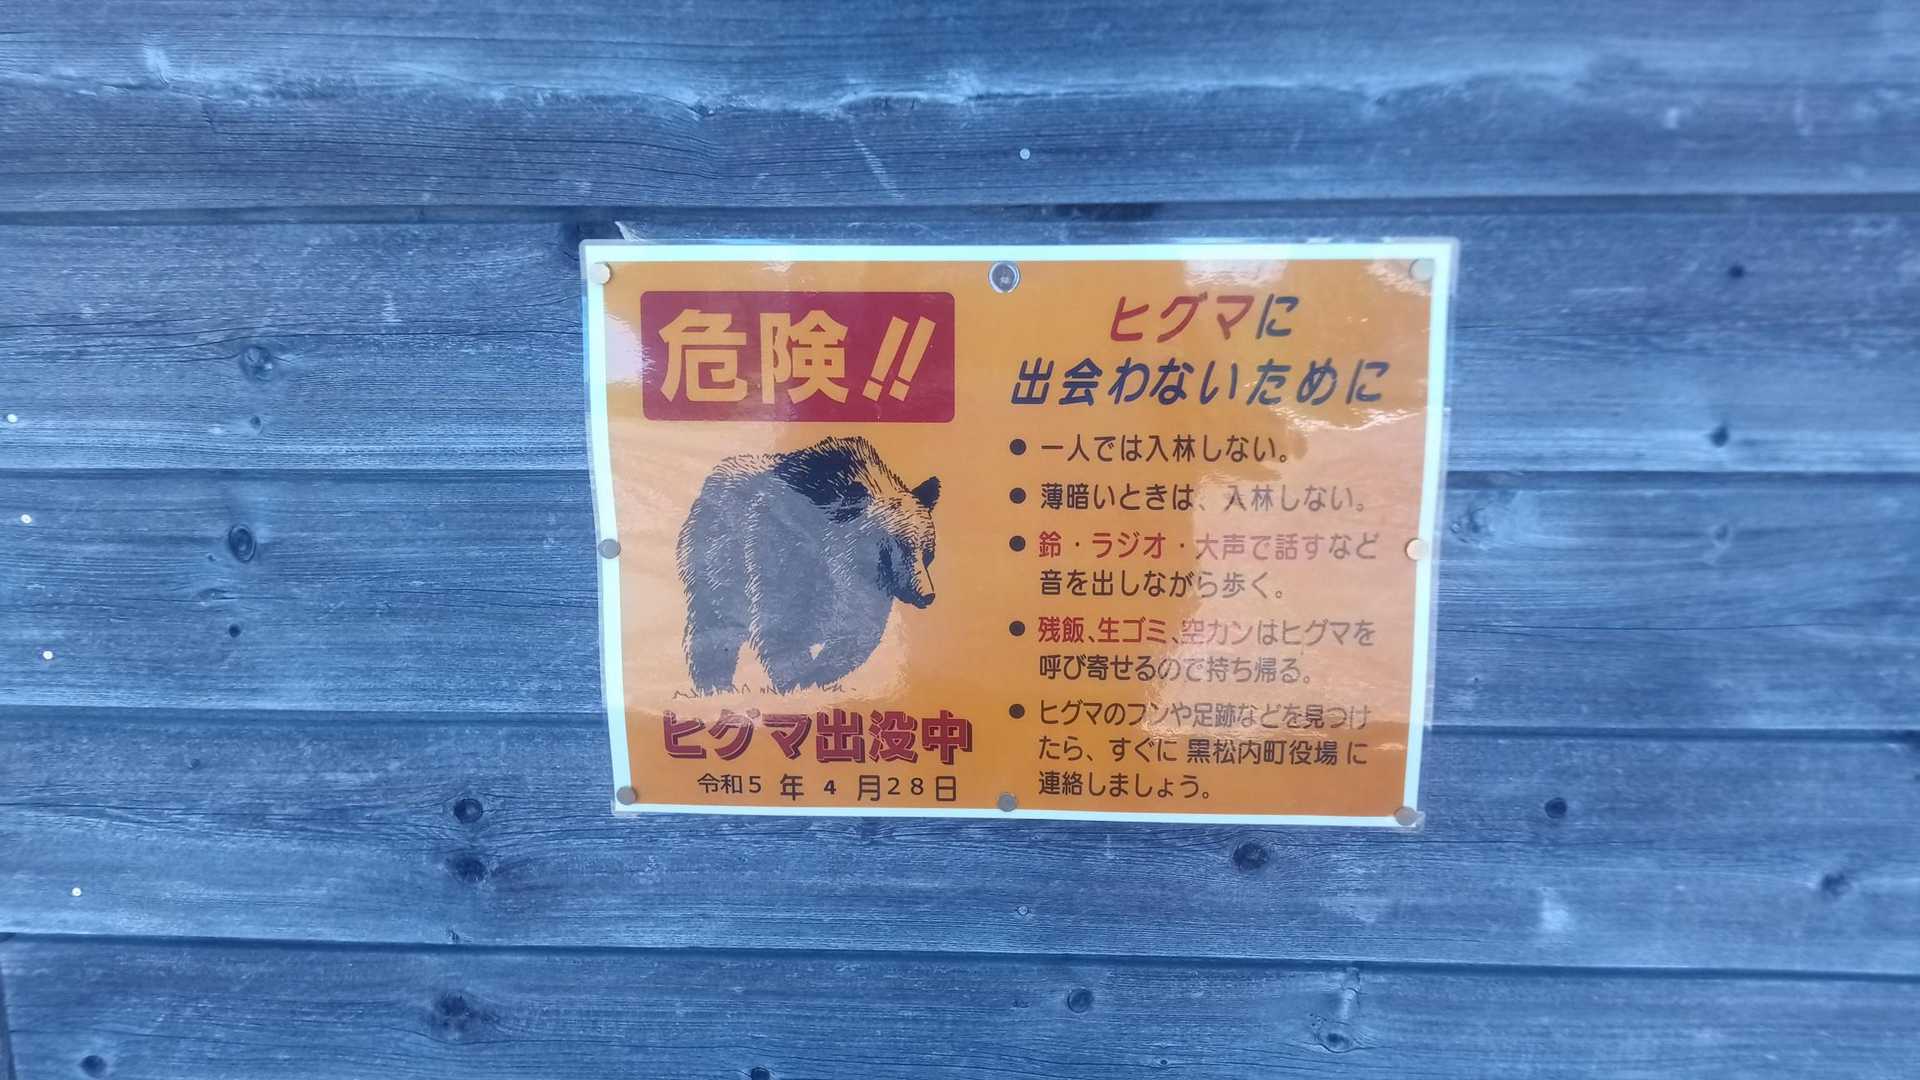 危険!!
ヒグマ出没中
令和5年4月28日
ヒグマに
出会わないために
● 一人では入林しない。
● 薄暗いときは、入林しない。
● 鈴・ラジオ・大声で話すなど
音を出しながら歩く。
● 残飯、生ゴミ、空カンはヒグマを
呼び寄せるので持ち帰る。
● ヒグマのフンや足跡などを見つけ
たら、すぐに 黒松内町役場 に
連絡しましょう。